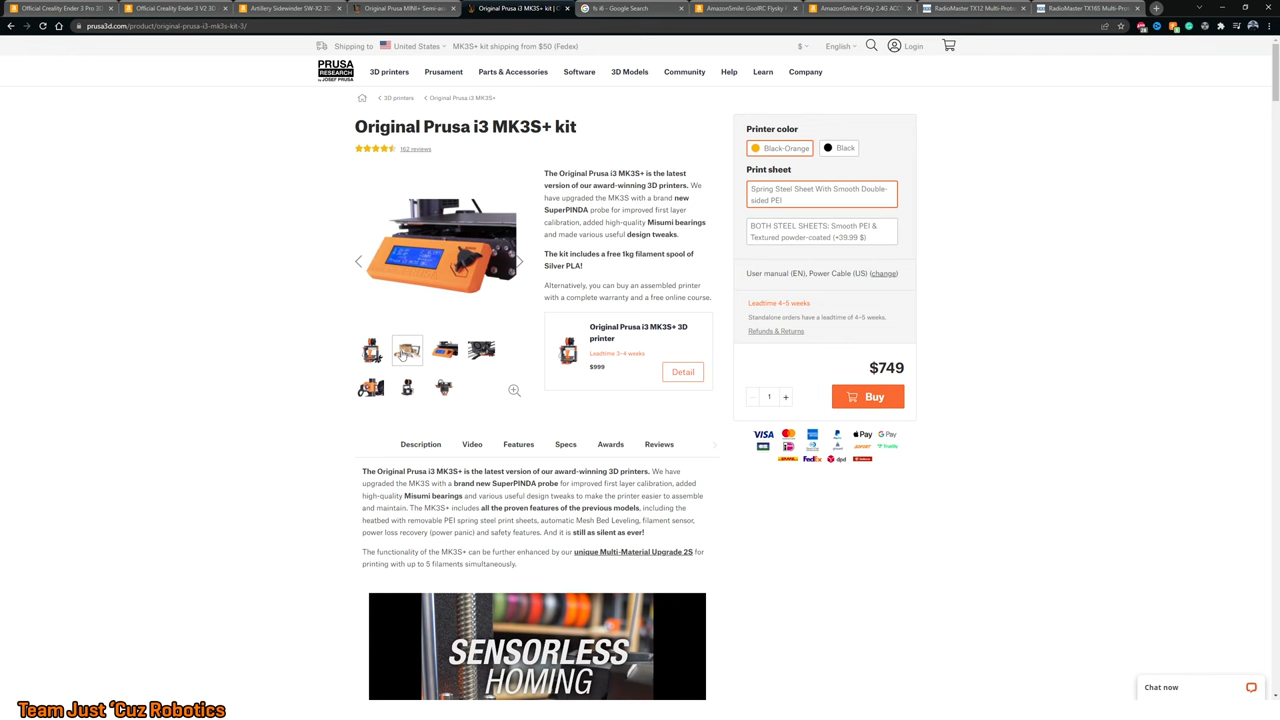 Official Creality Ender 3 Pro 3D
Official Creality Ender 3 V2 3D
Artillery Sidewinder SW-X2 3D
Original Prusa MINI+ Semi-ass
Original Prusa i3 MK3S+ kit | O
fs i6 - Google Search
AmazonSmile: GoolRC Flysky F
AmazonSmile: FrSky 2.4G ACC
RadioMaster TX12 Multi-Proto
RadioMaster TX16S Multi-Prot
prusa3d.com/product/original-prusa-i3-mk3s-kit-3/
Shipping to United States
MK3S+ kit shipping from $50 (Fedex)
$
English
Login
PRUSA
RESEARCH
by JOSEF PRUSA
3D printers
Prusament
Parts & Accessories
Software
3D Models
Community
Help
Learn
Company
3D printers
Original Prusa i3 MK3S+
Original Prusa i3 MK3S+ kit
162 reviews
The Original Prusa i3 MK3S+ is the latest
version of our award-winning 3D printers. We
have upgraded the MK3S with a brand new
SuperPINDA probe for improved first layer
calibration, added high-quality Misumi bearings
and made various useful design tweaks.
The kit includes a free 1kg filament spool of
Silver PLA!
Alternatively, you can buy an assembled printer
with a complete warranty and a free online course.
Original Prusa i3 MK3S+ 3D
printer
Leadtime 3-4 weeks
$999
Detail
Printer color
Black-Orange
Black
Print sheet
Spring Steel Sheet With Smooth Double-
sided PEI
BOTH STEEL SHEETS: Smooth PEI &
Textured powder-coated (+39.99 $)
User manual (EN), Power Cable (US) (change)
Leadtime 4-5 weeks
Standalone orders have a leadtime of 4-5 weeks.
Refunds & Returns
$749
1
+
Buy
VISA
PayPal
Apple Pay
G Pay
FedEx
dpd
Description
Video
Features
Specs
Awards
Reviews
The Original Prusa i3 MK3S+ is the latest version of our award-winning 3D printers. We have
upgraded the MK3S with a brand new SuperPINDA probe for improved first layer calibration, added
high-quality Misumi bearings and various useful design tweaks to make the printer easier to assemble
and maintain. The MK3S+ includes all the proven features of the previous models, including the
heatbed with removable PEI spring steel print sheets, automatic Mesh Bed Leveling, filament sensor,
power loss recovery (power panic) and safety features. And it is still as silent as ever!
The functionality of the MK3S+ can be further enhanced by our unique Multi-Material Upgrade 2S for
printing with up to 5 filaments simultaneously.
SENSORLESS
HOMING
Chat now
Team Just 'Cuz Robotics